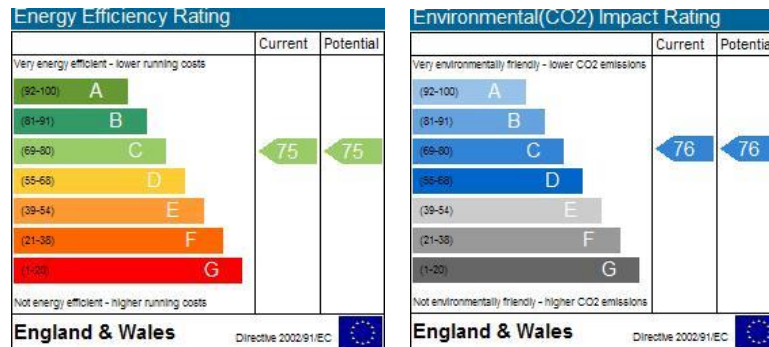 Energy Efficiency Rating
Current Potential
Very energy efficient - lower running costs
(92-100) A
(81-91) B
(69-80) C 75 75
(55-68) D
(39-54) E
(21-38) F
(1-20) G
Not energy efficient - higher running costs
England & Wales Directive 2002/91/EC
Environmental(CO2) Impact Rating
Current Potentia
Very environmentally friendly - lower CO2 emissions
(92-100) A
(81-91) B
(69-80) C 76 76
(55-68) D
(39-54) E
(21-38) F
(1-20) G
Not environmentally friendly - higher CO2 emissions
England & Wales Directive 2002/91/EC